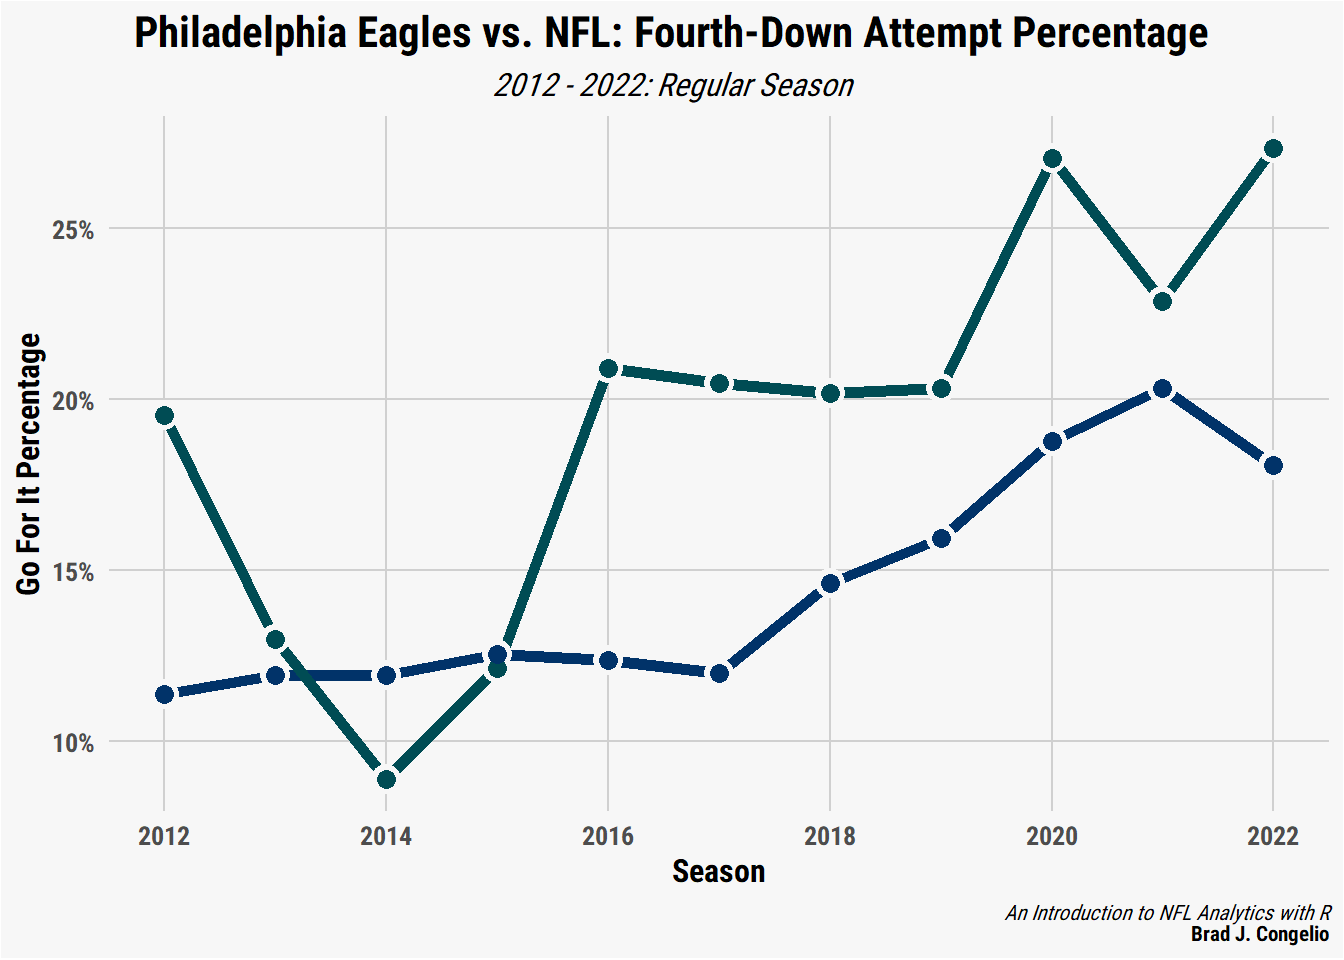 Philadelphia Eagles vs. NFL: Fourth-Down Attempt Percentage
2012 - 2022: Regular Season
Go For It Percentage
25%
20%
15%
10%
2012 2014 2016 2018 2020 2022
Season
An Introduction to NFL Analytics with R
Brad J. Congelio